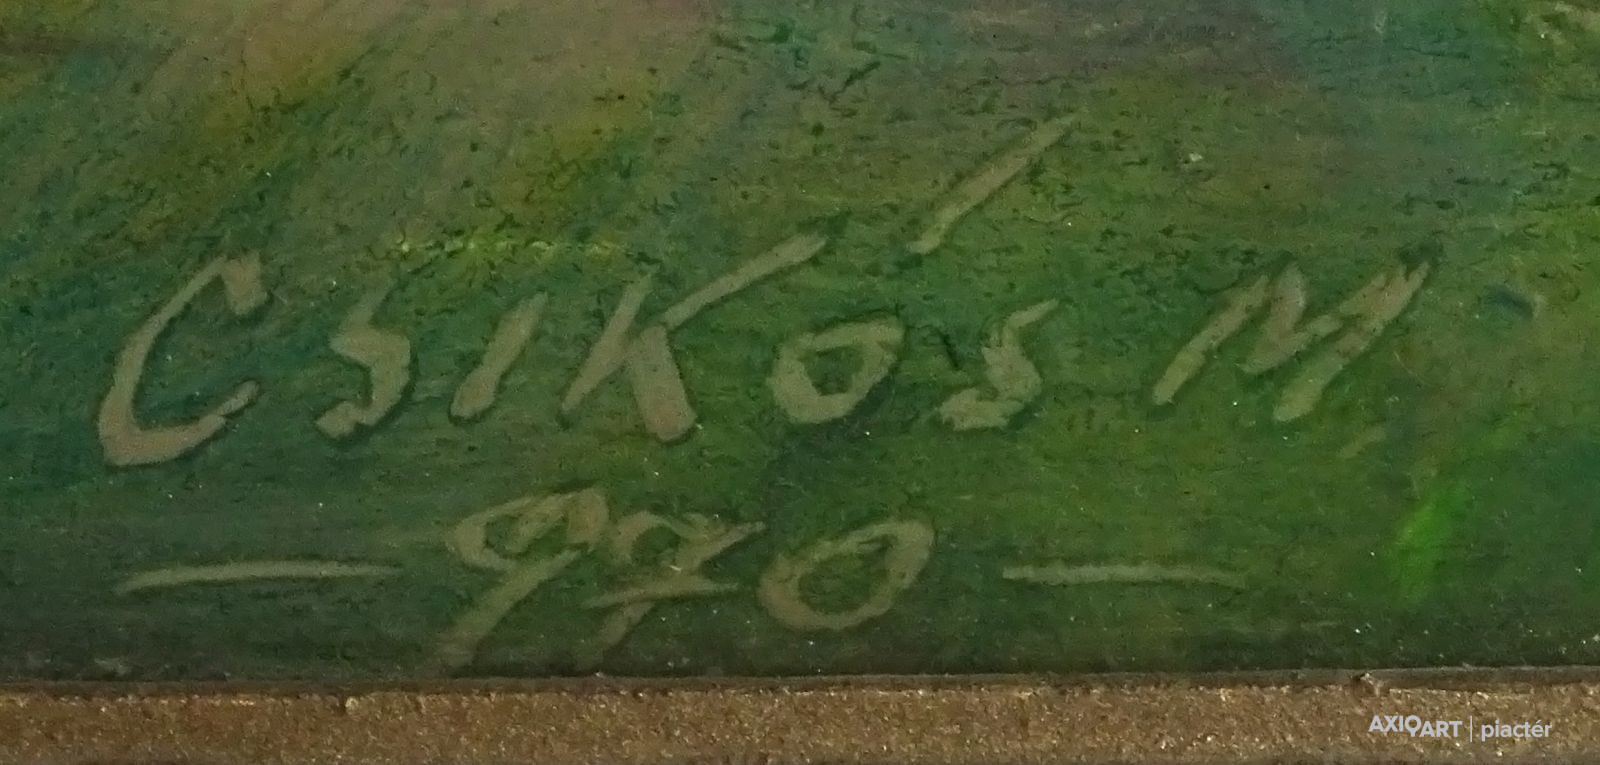 CSIKÓS M
— 970 —
AXIOART | piactér